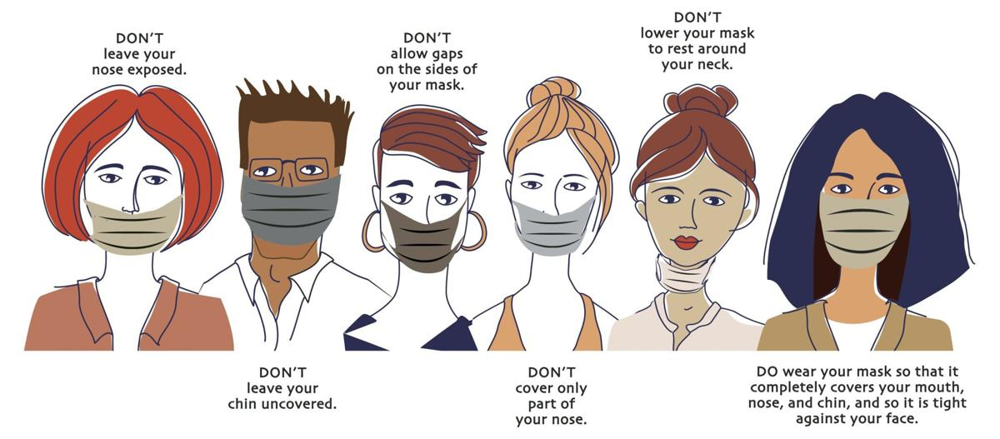 DON'T
leave your
nose exposed.
DON'T
leave your
chin uncovered.
DON'T
allow gaps
on the sides of
your mask.
DON'T
cover only
part of
your nose.
DON'T
lower your mask
to rest around
your neck.
DO wear your mask so that it
completely covers your mouth,
nose, and chin, and so it is tight
against your face.